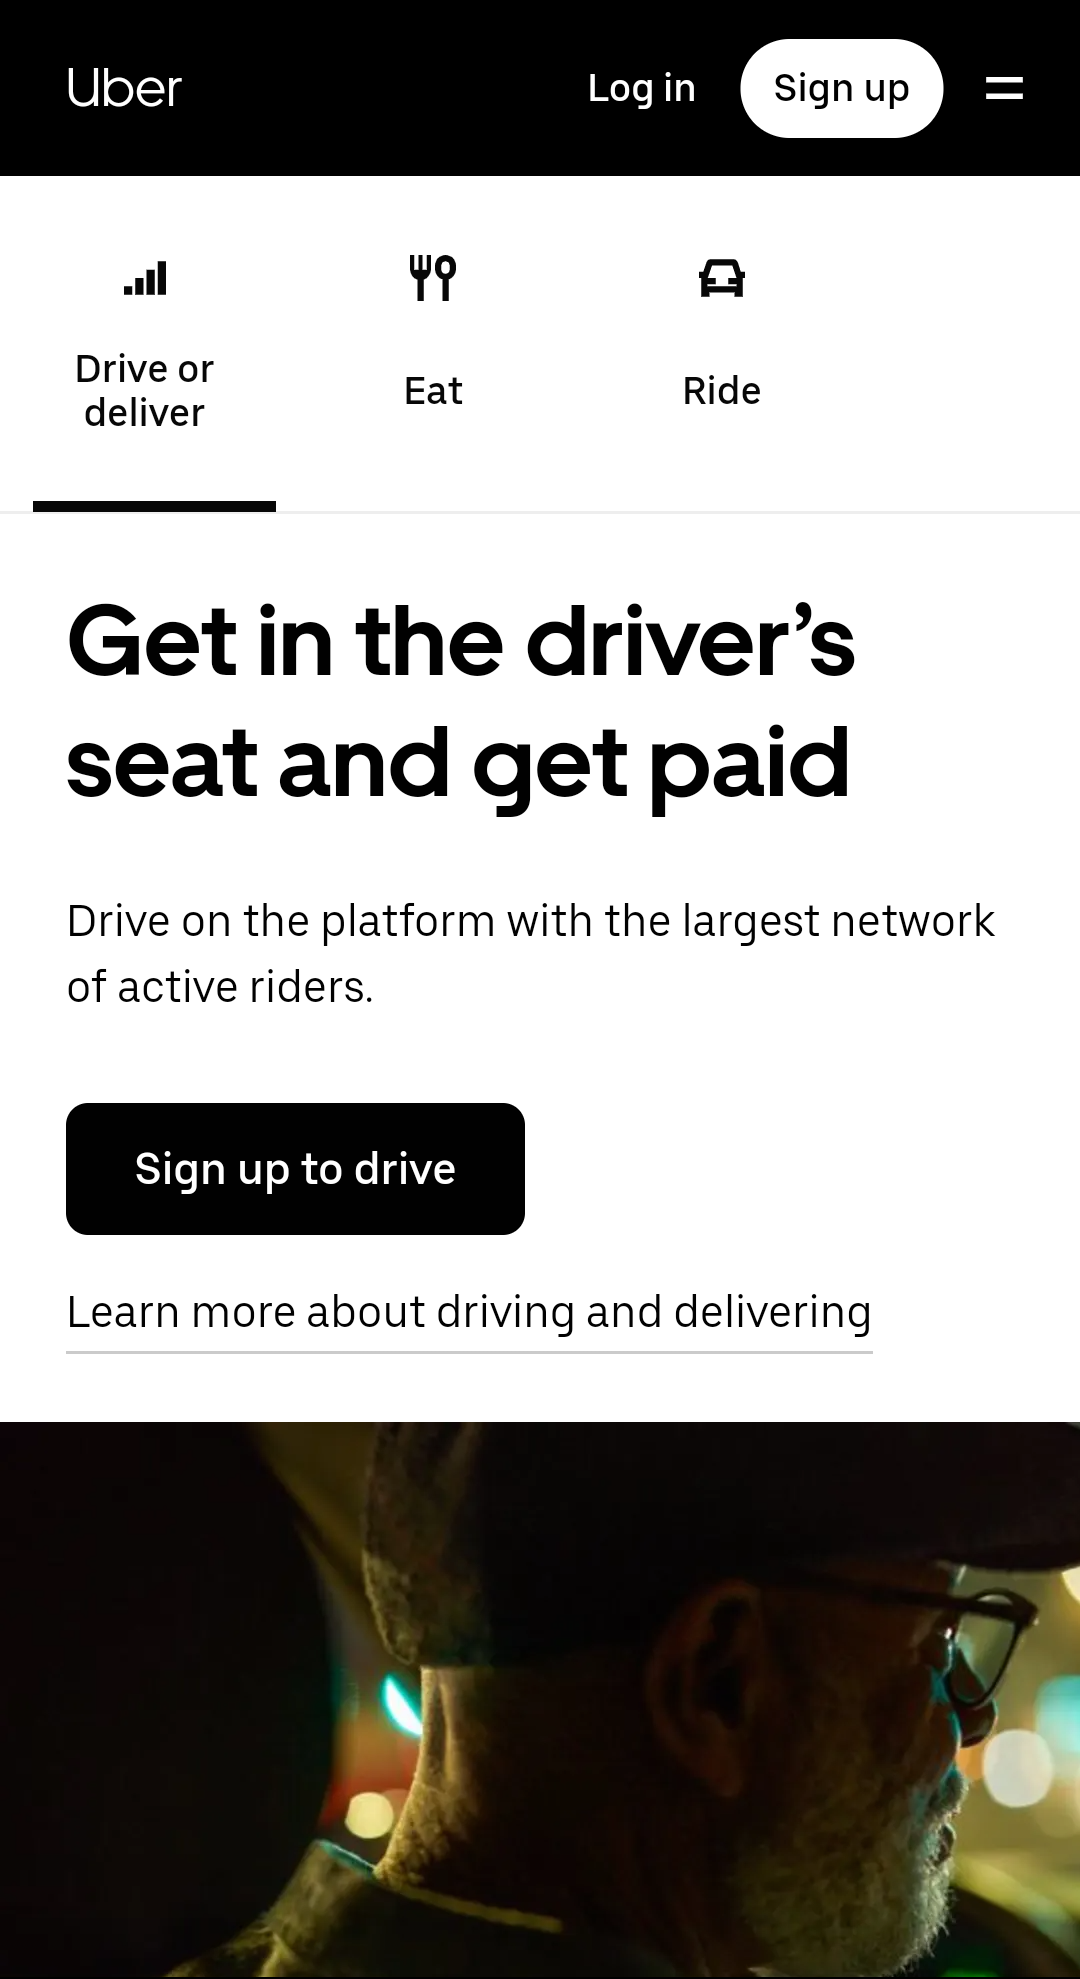 Uber
Log in
Sign up
Drive or
deliver
Eat
Ride
Get in the driver’s
seat and get paid
Drive on the platform with the largest network
of active riders.
Sign up to drive
Learn more about driving and delivering